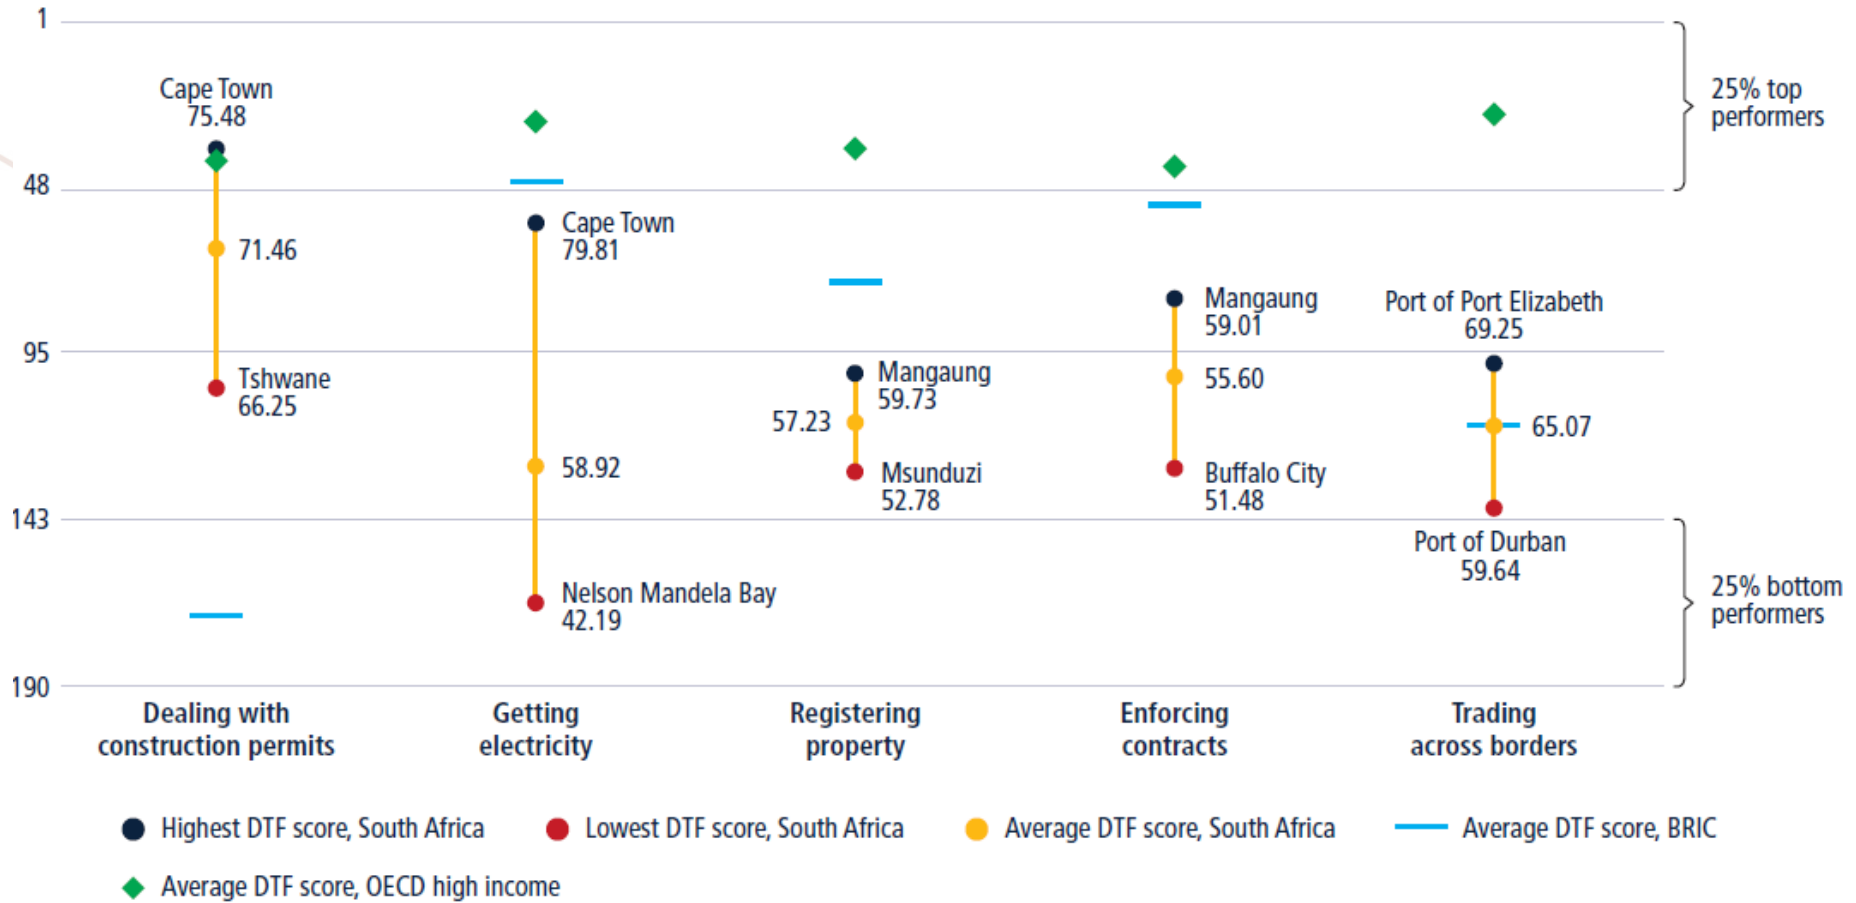 1
Cape Town
75.48
25% top
performers
48
Cape Town
79.81
71.46
Mangaung
59.01
Port of Port Elizabeth
69.25
95
Tshwane
66.25
Mangaung
59.73
55.60
57.23
65.07
58.92
Msunduzi
52.78
Buffalo City
51.48
143
Port of Durban
59.64
Nelson Mandela Bay
42.19
25% bottom
performers
190
Dealing with
construction permits
Getting
electricity
Registering
property
Enforcing
contracts
Trading
across borders
Highest DTF score, South Africa
Lowest DTF score, South Africa
Average DTF score, South Africa
Average DTF score, BRIC
Average DTF score, OECD high income